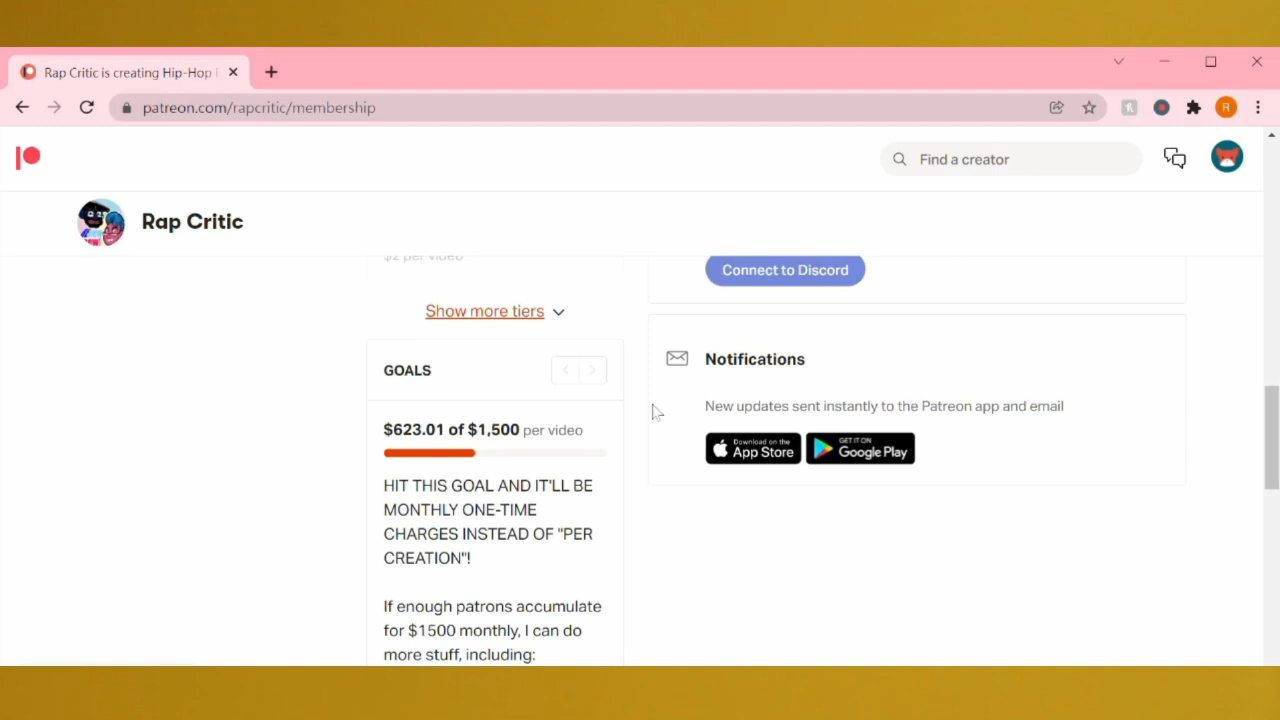 Rap Critic is creating Hip-Hop
patreon.com/rapcritic/membership
R
Find a creator
Rap Critic
$2 per video
Show more tiers
GOALS
$623.01 of $1,500 per video
HIT THIS GOAL AND IT'LL BE
MONTHLY ONE-TIME
CHARGES INSTEAD OF "PER
CREATION"!
If enough patrons accumulate
for $1500 monthly, I can do
more stuff, including:
Connect to Discord
Notifications
New updates sent instantly to the Patreon app and email
Download on the
App Store
GET IT ON
Google Play